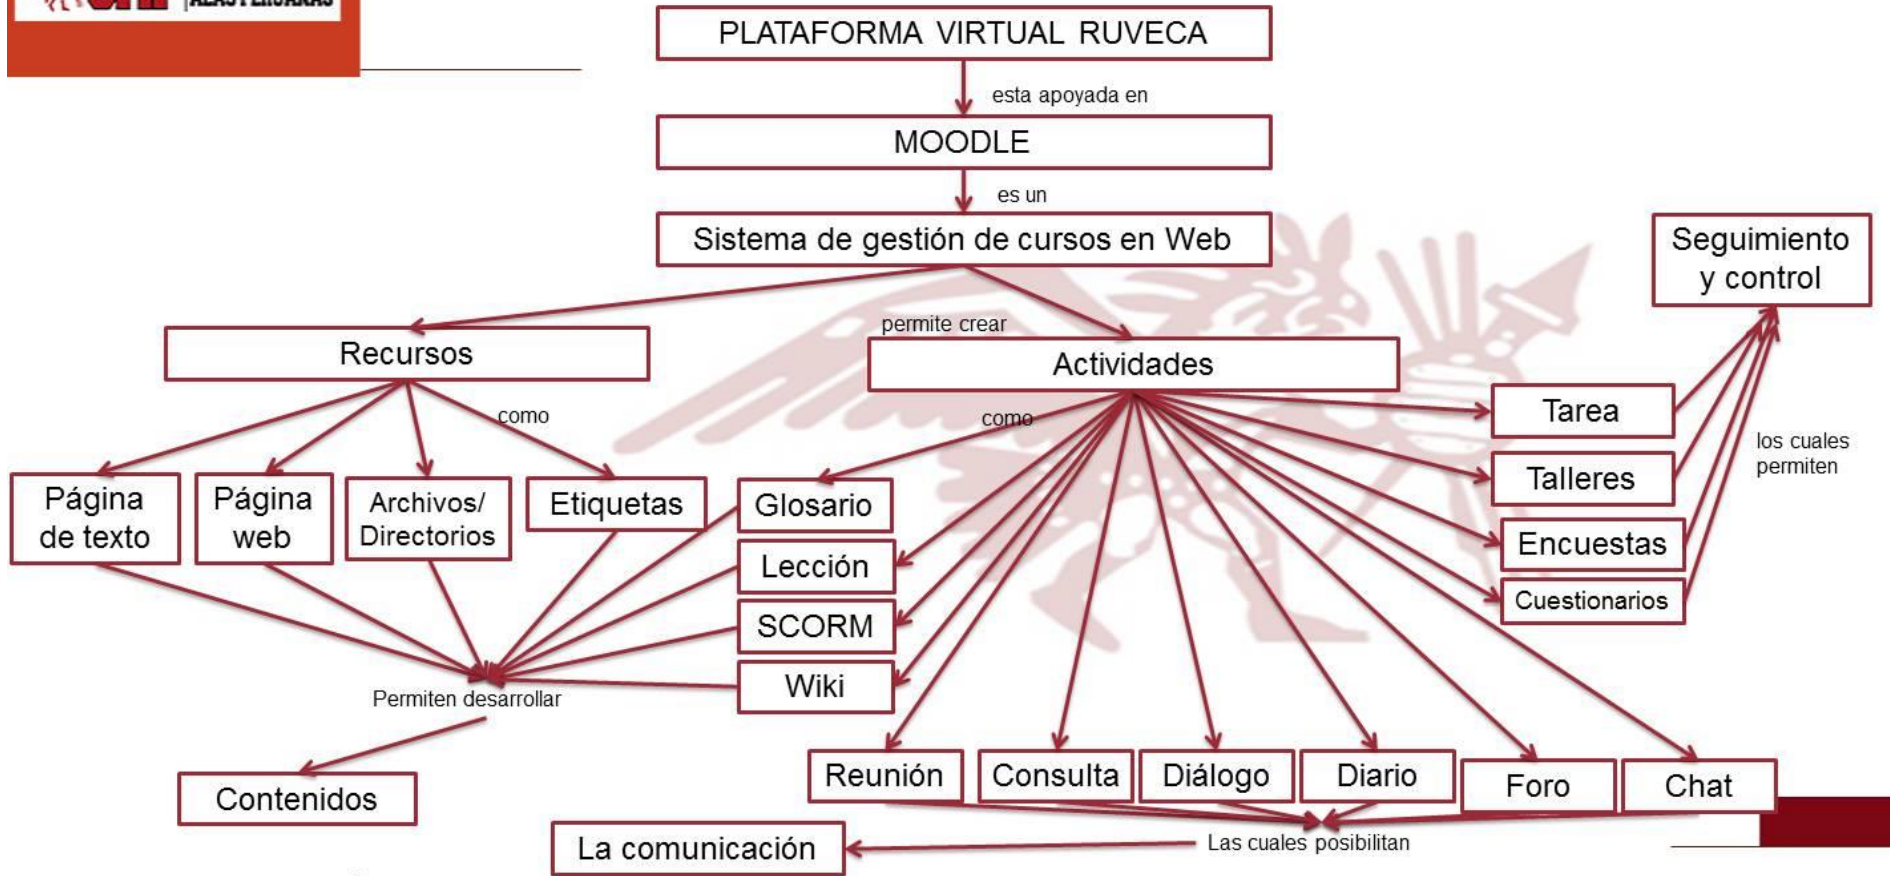 ALAS PERUANAS
PLATAFORMA VIRTUAL RUVECA
esta apoyada en
MOODLE
es un
Sistema de gestión de cursos en Web
Seguimiento
y control
permite crear
Recursos
Actividades
como
como
Tarea
los cuales
permiten
Talleres
Página
de texto
Página
web
Archivos/
Directorios
Etiquetas
Glosario
Encuestas
Lección
Cuestionarios
SCORM
Wiki
Permiten desarrollar
Contenidos
Reunión
Consulta
Diálogo
Diario
Foro
Chat
Las cuales posibilitan
La comunicación